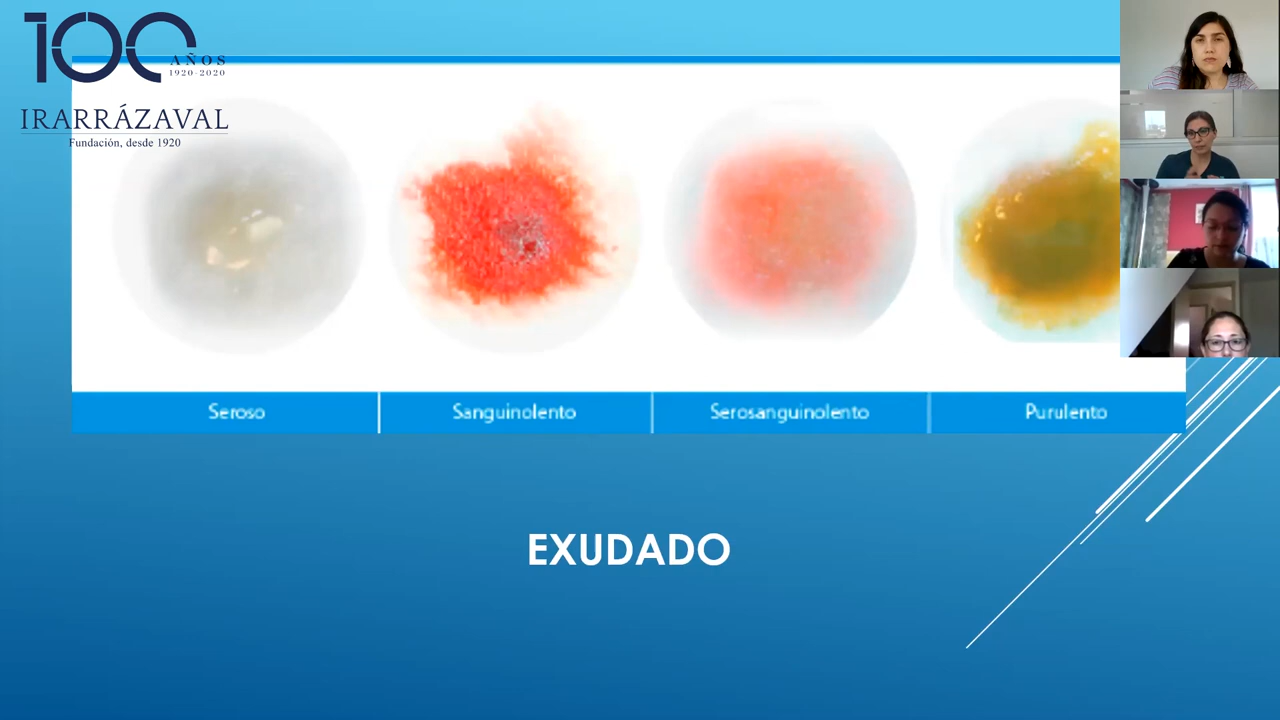 100
AÑOS
1920-2020
IRARRÁZAVAL
Fundación, desde 1920
Seroso
Sanguinolento
Serosanguinolento
Purulento
EXUDADO